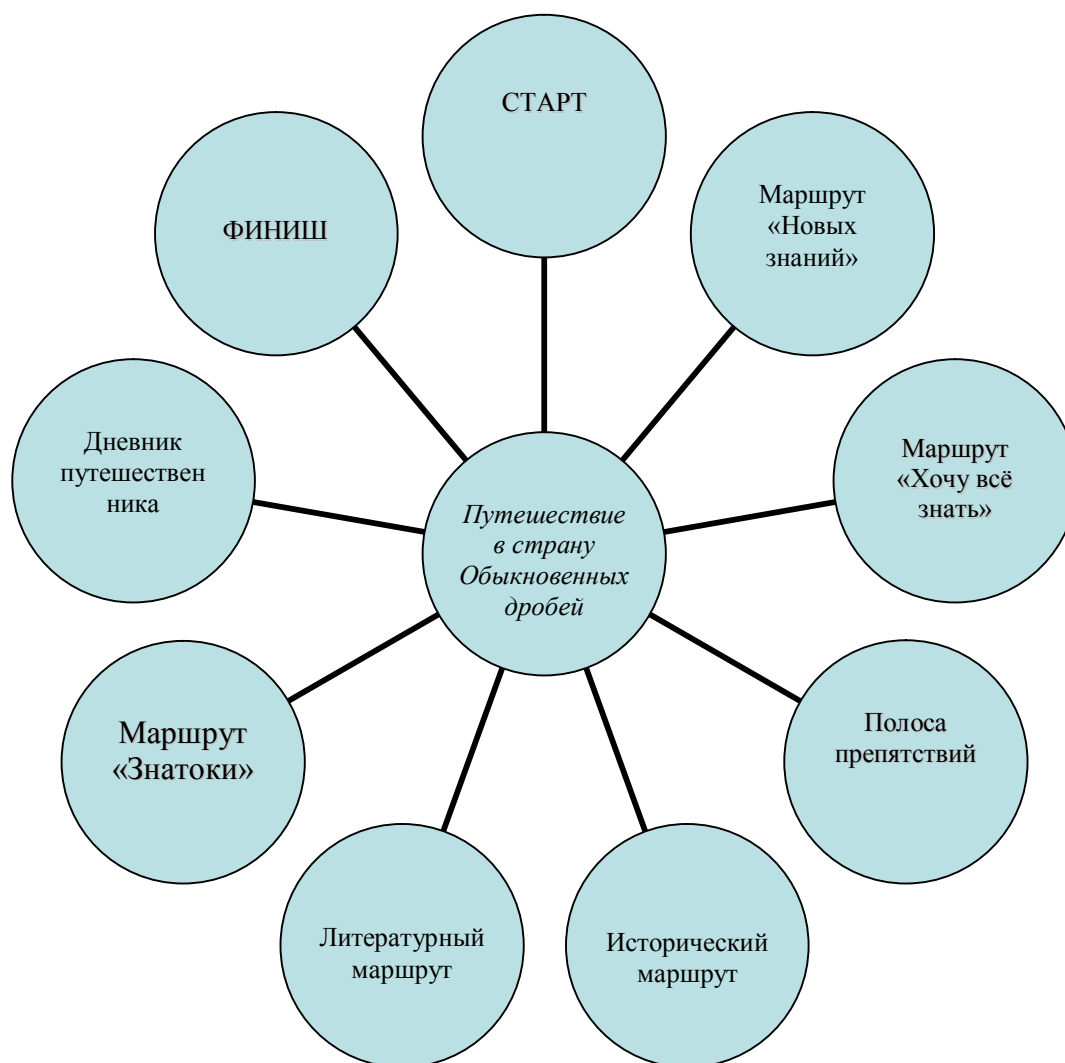 СТАРТ
Маршрут
«Новых
знаний»
Маршрут
«Хочу всё
знать»
Полоса
препятствий
Исторический
маршрут
Литературный
маршрут
Маршрут
«Знатоки»
Дневник
путешествен
ника
ФИНИШ
Путешествие
в страну
Обыкновенных
дробей